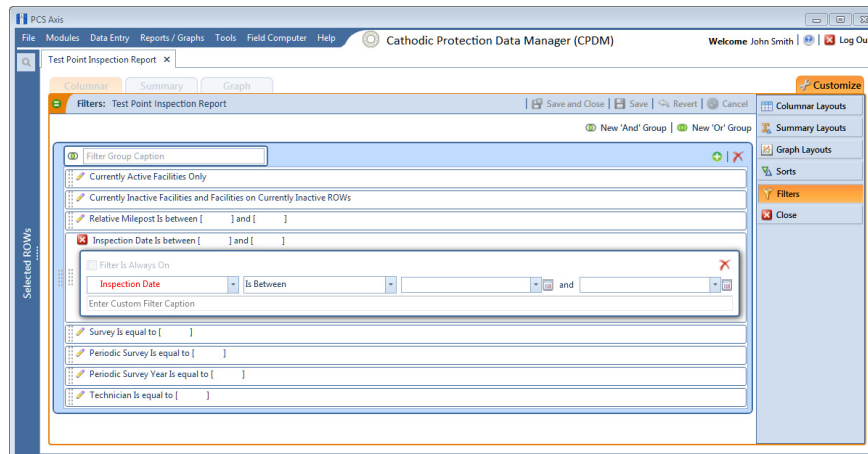 PCS Axis
File Modules Data Entry Reports / Graphs Tools Field Computer Help
Cathodic Protection Data Manager (CPDM)
Welcome John Smith | Log Ou
Test Point Inspection Report ×
Columnar Summary Graph
Customize
Filters: Test Point Inspection Report
Save and Close | Save | Revert | Cancel
New 'And' Group | New 'Or' Group
Filter Group Caption
Currently Active Facilities Only
Currently Inactive Facilities and Facilities on Currently Inactive ROWs
Relative Milepost Is between [ ] and [ ]
Inspection Date Is between [ ] and [ ]
Filter Is Always On
Inspection Date Is Between and
Enter Custom Filter Caption
Survey Is equal to [ ]
Periodic Survey Is equal to [ ]
Periodic Survey Year Is equal to [ ]
Technician Is equal to [ ]
Columnar Layouts
Summary Layouts
Graph Layouts
Sorts
Filters
Close
Selected ROWs